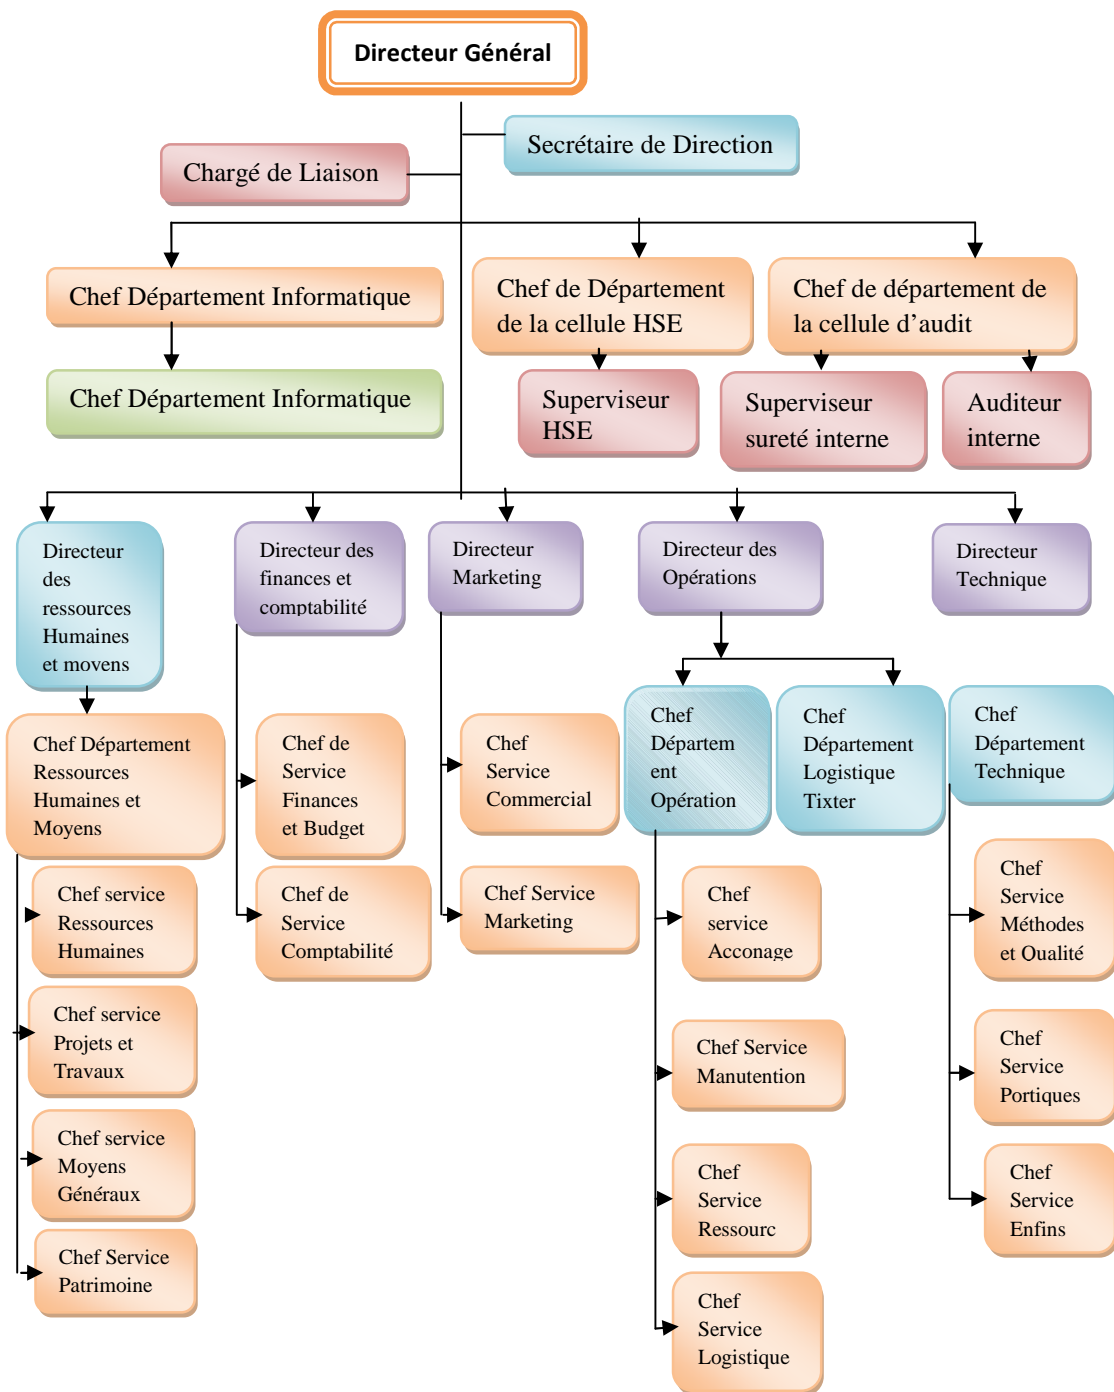 Directeur Général
Secrétaire de Direction
Chargé de Liaison
Chef Département Informatique
Chef de Département
de la cellule HSE
Chef de département de
la cellule d’audit
Chef Département Informatique
Superviseur
HSE
Superviseur
sureté interne
Auditeur
interne
Directeur
des
ressources
Humaines
et moyens
Directeur des
finances et
comptabilité
Directeur
Marketing
Directeur des
Opérations
Directeur
Technique
Chef Département
Ressources
Humaines et
Moyens
Chef service
Ressources
Humaines
Chef service
Projets et
Travaux
Chef service
Moyens
Généraux
Chef Service
Patrimoine
Chef de
Service
Finances
et Budget
Chef de
Service
Comptabilité
Chef
Service
Commercial
Chef Service
Marketing
Chef
Départem
ent
Opération
Chef
Département
Logistique
Tixter
Chef
Département
Technique
Chef
service
Acconage
Chef Service
Manutention
Chef
Service
Ressourc
Chef
Service
Logistique
Chef
Service
Méthodes
et Qualité
Chef
Service
Portiques
Chef
Service
Enfins